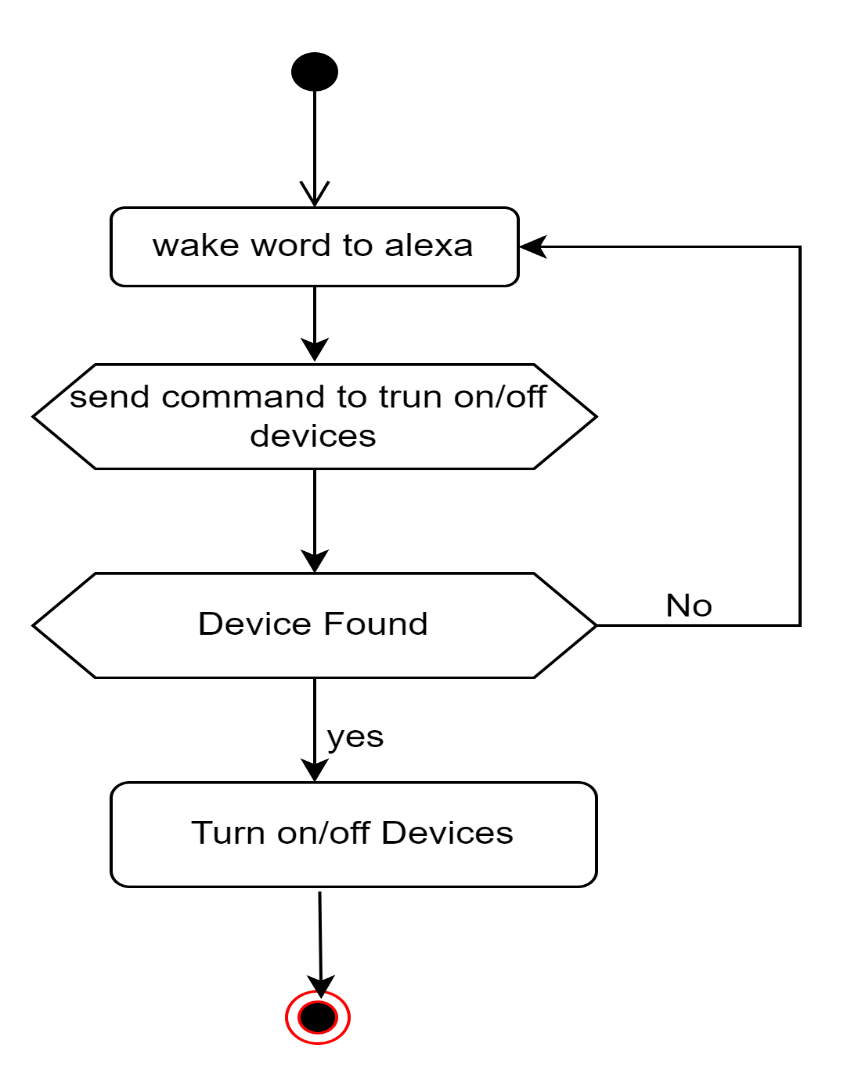 wake word to alexa
send command to trun on/off
devices
Device Found
No
yes
Turn on/off Devices